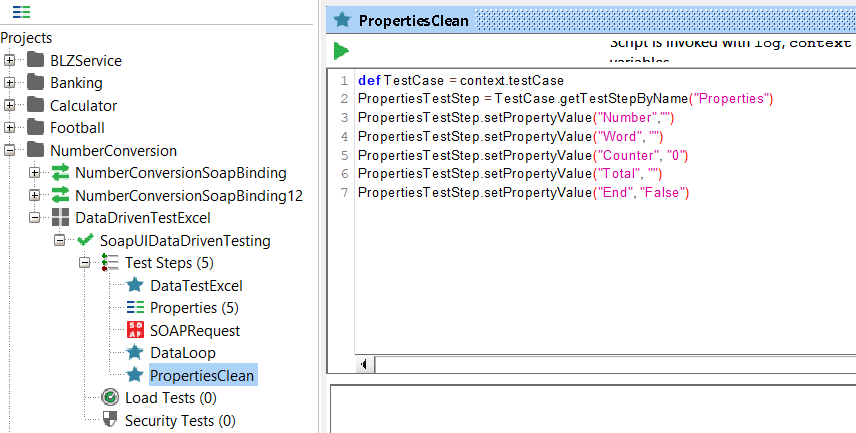 Projects
BLZService
Banking
Calculator
Football
NumberConversion
NumberConversionSoapBinding
NumberConversionSoapBinding12
DataDrivenTestExcel
SoapUIDataDrivenTesting
Test Steps (5)
DataTestExcel
Properties (5)
SOAP
SOAPRequest
DataLoop
PropertiesClean
Load Tests (0)
Security Tests (0)
PropertiesClean
Script is invoked with log, context
variables
1 def TestCase = context.testCase
2 PropertiesTestStep = TestCase.getTestStepByName("Properties")
3 PropertiesTestStep.setPropertyValue("Number","")
4 PropertiesTestStep.setPropertyValue("Word", "")
5 PropertiesTestStep.setPropertyValue("Counter", "0")
6 PropertiesTestStep.setPropertyValue("Total", "")
7 PropertiesTestStep.setPropertyValue("End", "False")